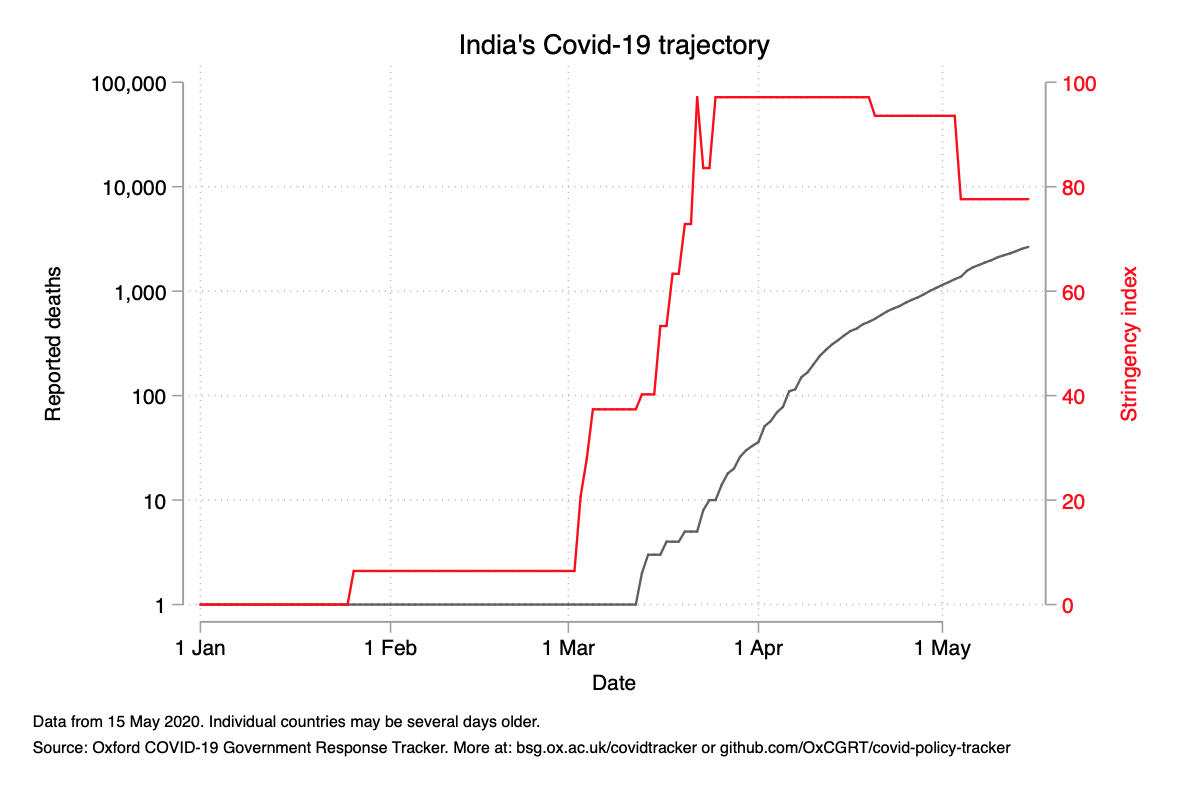 India's Covid-19 trajectory
100,000
10,000
1,000
100
10
1
Reported deaths
100
80
60
40
20
0
Stringency index
1 Jan 1 Feb 1 Mar 1 Apr 1 May
Date
Data from 15 May 2020. Individual countries may be several days older.
Source: Oxford COVID-19 Government Response Tracker. More at: bsg.ox.ac.uk/covidtracker or github.com/OxCGRT/covid-policy-tracker